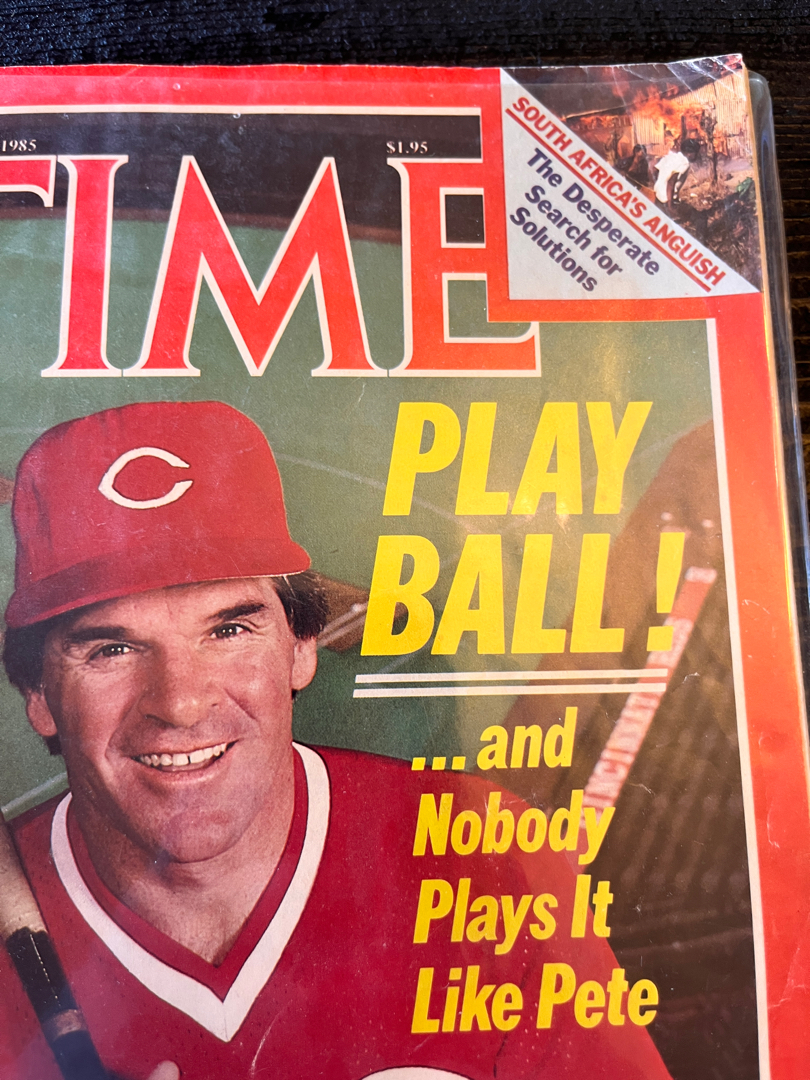 1985
$1.95
TIME
SOUTH AFRICA'S ANGUISH
The Desperate
Search for
Solutions
C
PLAY
BALL!
...and
Nobody
Plays It
Like Pete